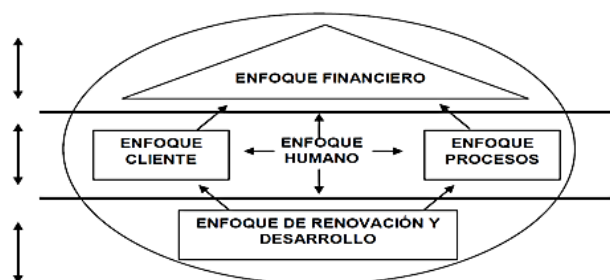 ENFOQUE FINANCIERO
ENFOQUE
CLIENTE
ENFOQUE
HUMANO
ENFOQUE
PROCESOS
ENFOQUE DE RENOVACIÓN Y
DESARROLLO